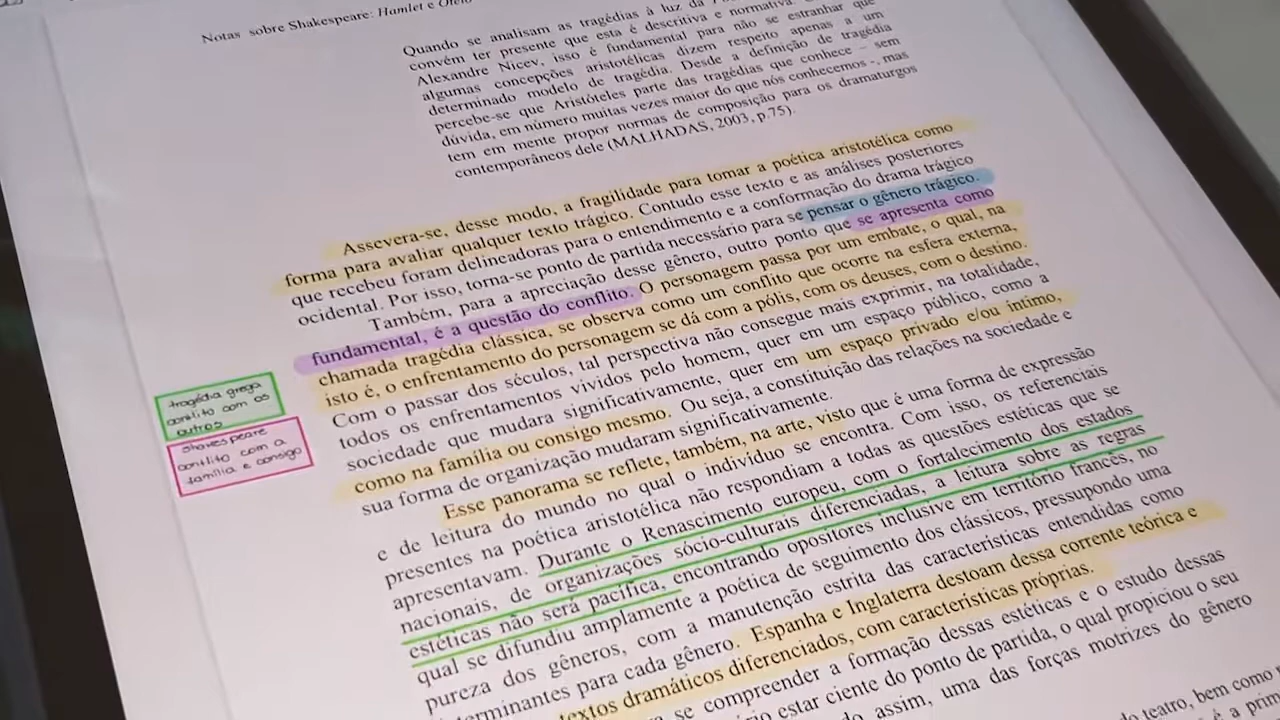 Notas sobre Shakespeare: Hamlet e Otelo
Quando se analisam as tragédias à luz da
convém ter presente que esta é descritiva e normativa.
Alexandre Nicev, isso é fundamental para não se estranhar que
algumas concepções aristotélicas dizem respeito apenas a um
determinado modelo de tragédia. Desde a definição de tragédia
percebe-se que Aristóteles parte das tragédias que conhece – sem
dúvida, em número muitas vezes maior do que nós conhecemos -, mas
tem em mente propor normas de composição para os dramaturgos
contemporâneos dele (MALHADAS, 2003, p.75).
Assevera-se, desse modo, a fragilidade para tomar a poética aristotélica como
forma para avaliar qualquer texto trágico. Contudo esse texto e as análises posteriores
que recebeu foram delineadoras para o entendimento e a conformação do drama trágico
ocidental. Por isso, torna-se ponto de partida necessário para se pensar o gênero trágico.
Também, para a apreciação desse gênero, outro ponto que se apresenta como
fundamental, é a questão do conflito. O personagem passa por um embate, o qual, na
chamada tragédia clássica, se observa como um conflito que ocorre na esfera externa,
isto é, o enfrentamento do personagem se dá com a pólis, com os deuses, com o destino.
Com o passar dos séculos, tal perspectiva não consegue mais exprimir, na totalidade,
todos os enfrentamentos vividos pelo homem, quer em um espaço público, como a
sociedade que mudara significativamente, quer em um espaço privado e/ou íntimo,
como na família ou consigo mesmo. Ou seja, a constituição das relações na sociedade e
sua forma de organização mudaram significativamente.
tragédia grega
conflito com os
outros
Shakespeare
conflito com a
família e consigo
Esse panorama se reflete, também, na arte, visto que é uma forma de expressão
e de leitura do mundo no qual o indivíduo se encontra. Com isso, os referenciais
presentes na poética aristotélica não respondiam a todas as questões estéticas que se
apresentavam. Durante o Renascimento europeu, com o fortalecimento dos estados
nacionais, de organizações sócio-culturais diferenciadas, a leitura sobre as regras
estéticas não será pacífica, encontrando opositores inclusive em território francês, no
qual se difundiu amplamente a poética de seguimento dos clássicos, pressupondo uma
pureza dos gêneros, com a manutenção estrita das características entendidas como
determinantes para cada gênero. Espanha e Inglaterra destoam dessa corrente teórica e
textos dramáticos diferenciados, com características próprias.
se compreender a formação dessas estéticas e o estudo dessas
estar ciente do ponto de partida, o qual propiciou o seu
assim, uma das forças motrizes do gênero
teatro, bem como